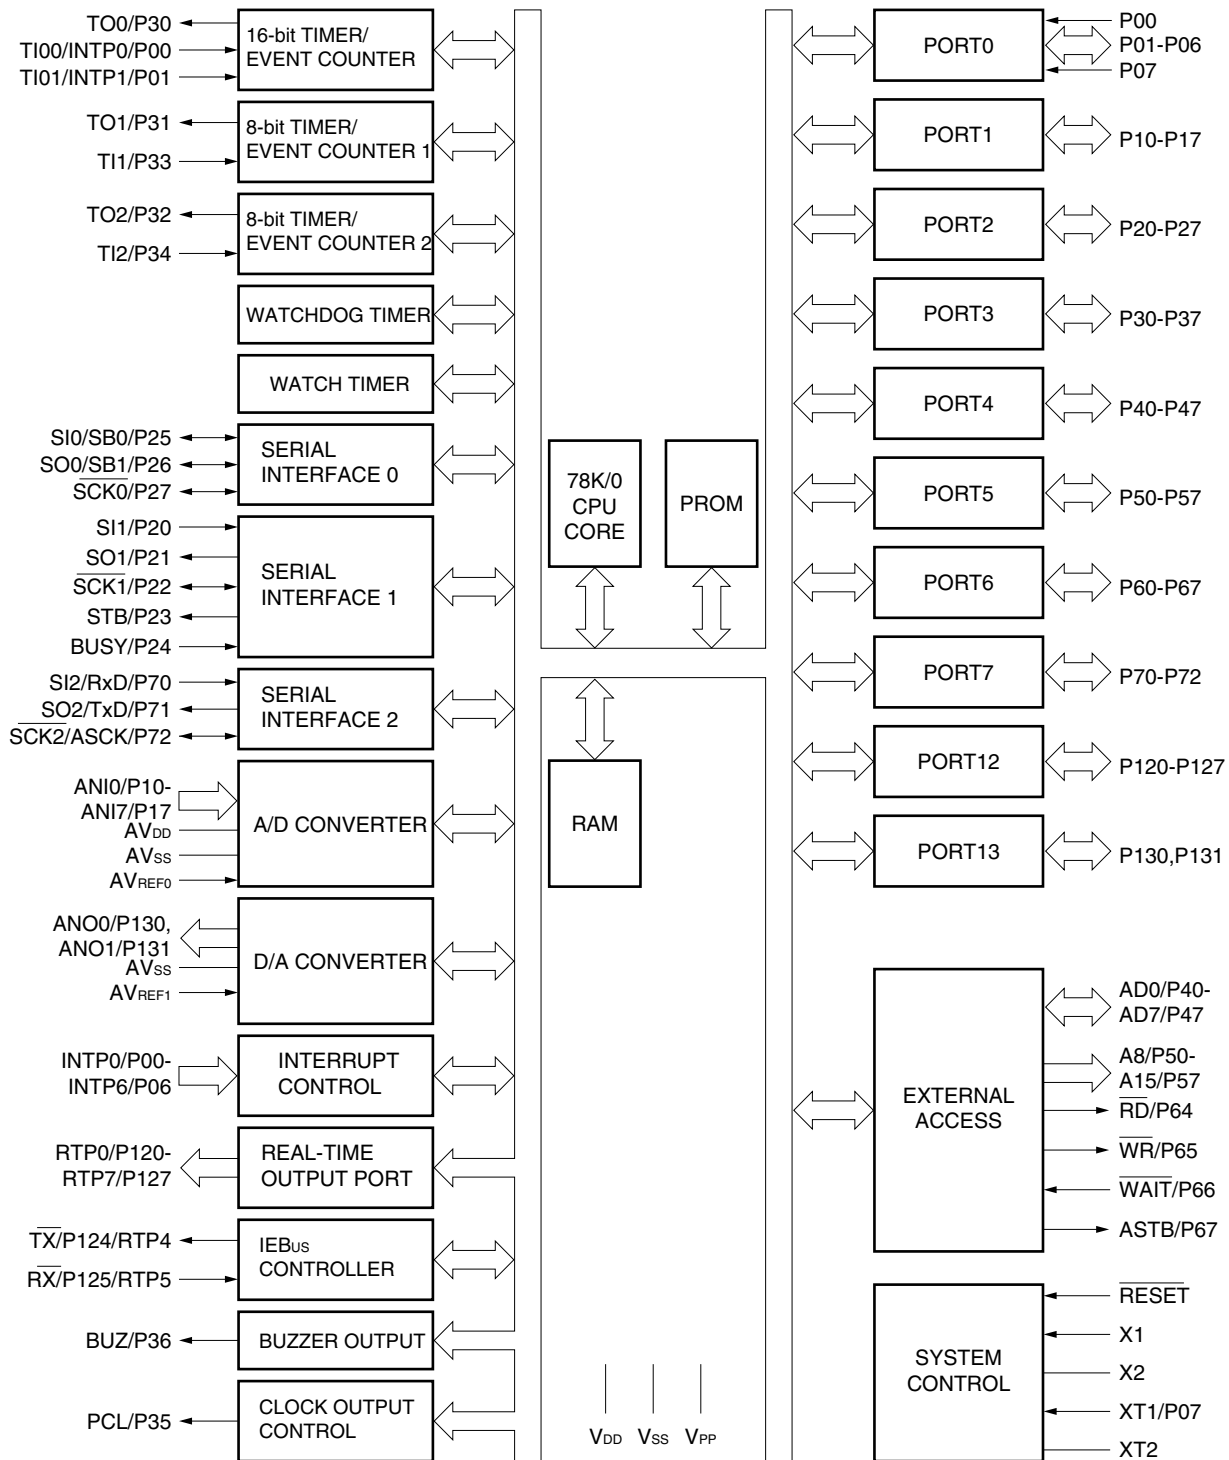 TO0/P30
TI00/INTP0/P00
TI01/INTP1/P01
16-bit TIMER/
EVENT COUNTER
TO1/P31
TI1/P33
8-bit TIMER/
EVENT COUNTER 1
TO2/P32
TI2/P34
8-bit TIMER/
EVENT COUNTER 2
WATCHDOG TIMER
WATCH TIMER
SI0/SB0/P25
SO0/SB1/P26
SCK0/P27
SERIAL
INTERFACE 0
SI1/P20
SO1/P21
SCK1/P22
STB/P23
BUSY/P24
SERIAL
INTERFACE 1
SI2/RxD/P70
SO2/TxD/P71
SCK2/ASCK/P72
SERIAL
INTERFACE 2
ANI0/P10-
ANI7/P17
AVDD
AVSS
AVREF0
A/D CONVERTER
ANO0/P130,
ANO1/P131
AVSS
AVREF1
D/A CONVERTER
INTP0/P00-
INTP6/P06
INTERRUPT
CONTROL
RTP0/P120-
RTP7/P127
REAL-TIME
OUTPUT PORT
TX/P124/RTP4
RX/P125/RTP5
IEBUS
CONTROLLER
BUZ/P36
BUZZER OUTPUT
PCL/P35
CLOCK OUTPUT
CONTROL
78K/0
CPU
CORE
PROM
RAM
VDD VSS VPP
PORT0
P00
P01-P06
P07
PORT1
P10-P17
PORT2
P20-P27
PORT3
P30-P37
PORT4
P40-P47
PORT5
P50-P57
PORT6
P60-P67
PORT7
P70-P72
PORT12
P120-P127
PORT13
P130,P131
EXTERNAL
ACCESS
AD0/P40-
AD7/P47
A8/P50-
A15/P57
RD/P64
WR/P65
WAIT/P66
ASTB/P67
SYSTEM
CONTROL
RESET
X1
X2
XT1/P07
XT2